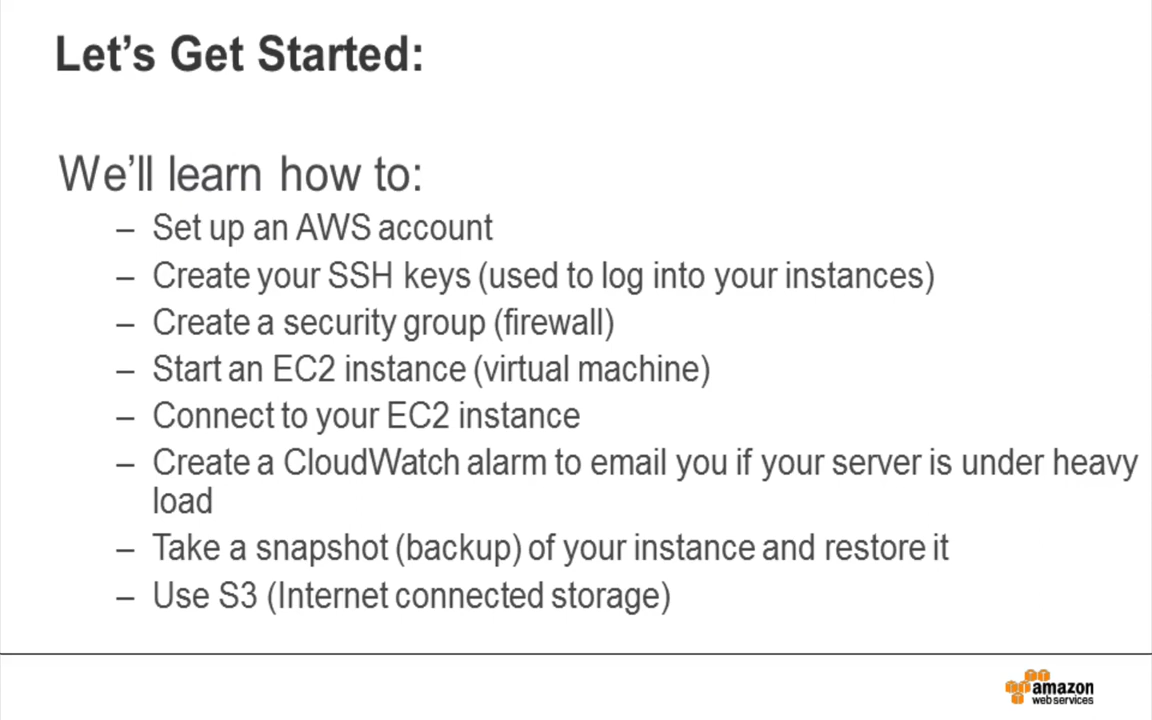 Let’s Get Started:
We’ll learn how to:
– Set up an AWS account
– Create your SSH keys (used to log into your instances)
– Create a security group (firewall)
– Start an EC2 instance (virtual machine)
– Connect to your EC2 instance
– Create a CloudWatch alarm to email you if your server is under heavy
load
– Take a snapshot (backup) of your instance and restore it
– Use S3 (Internet connected storage)
amazon
web services